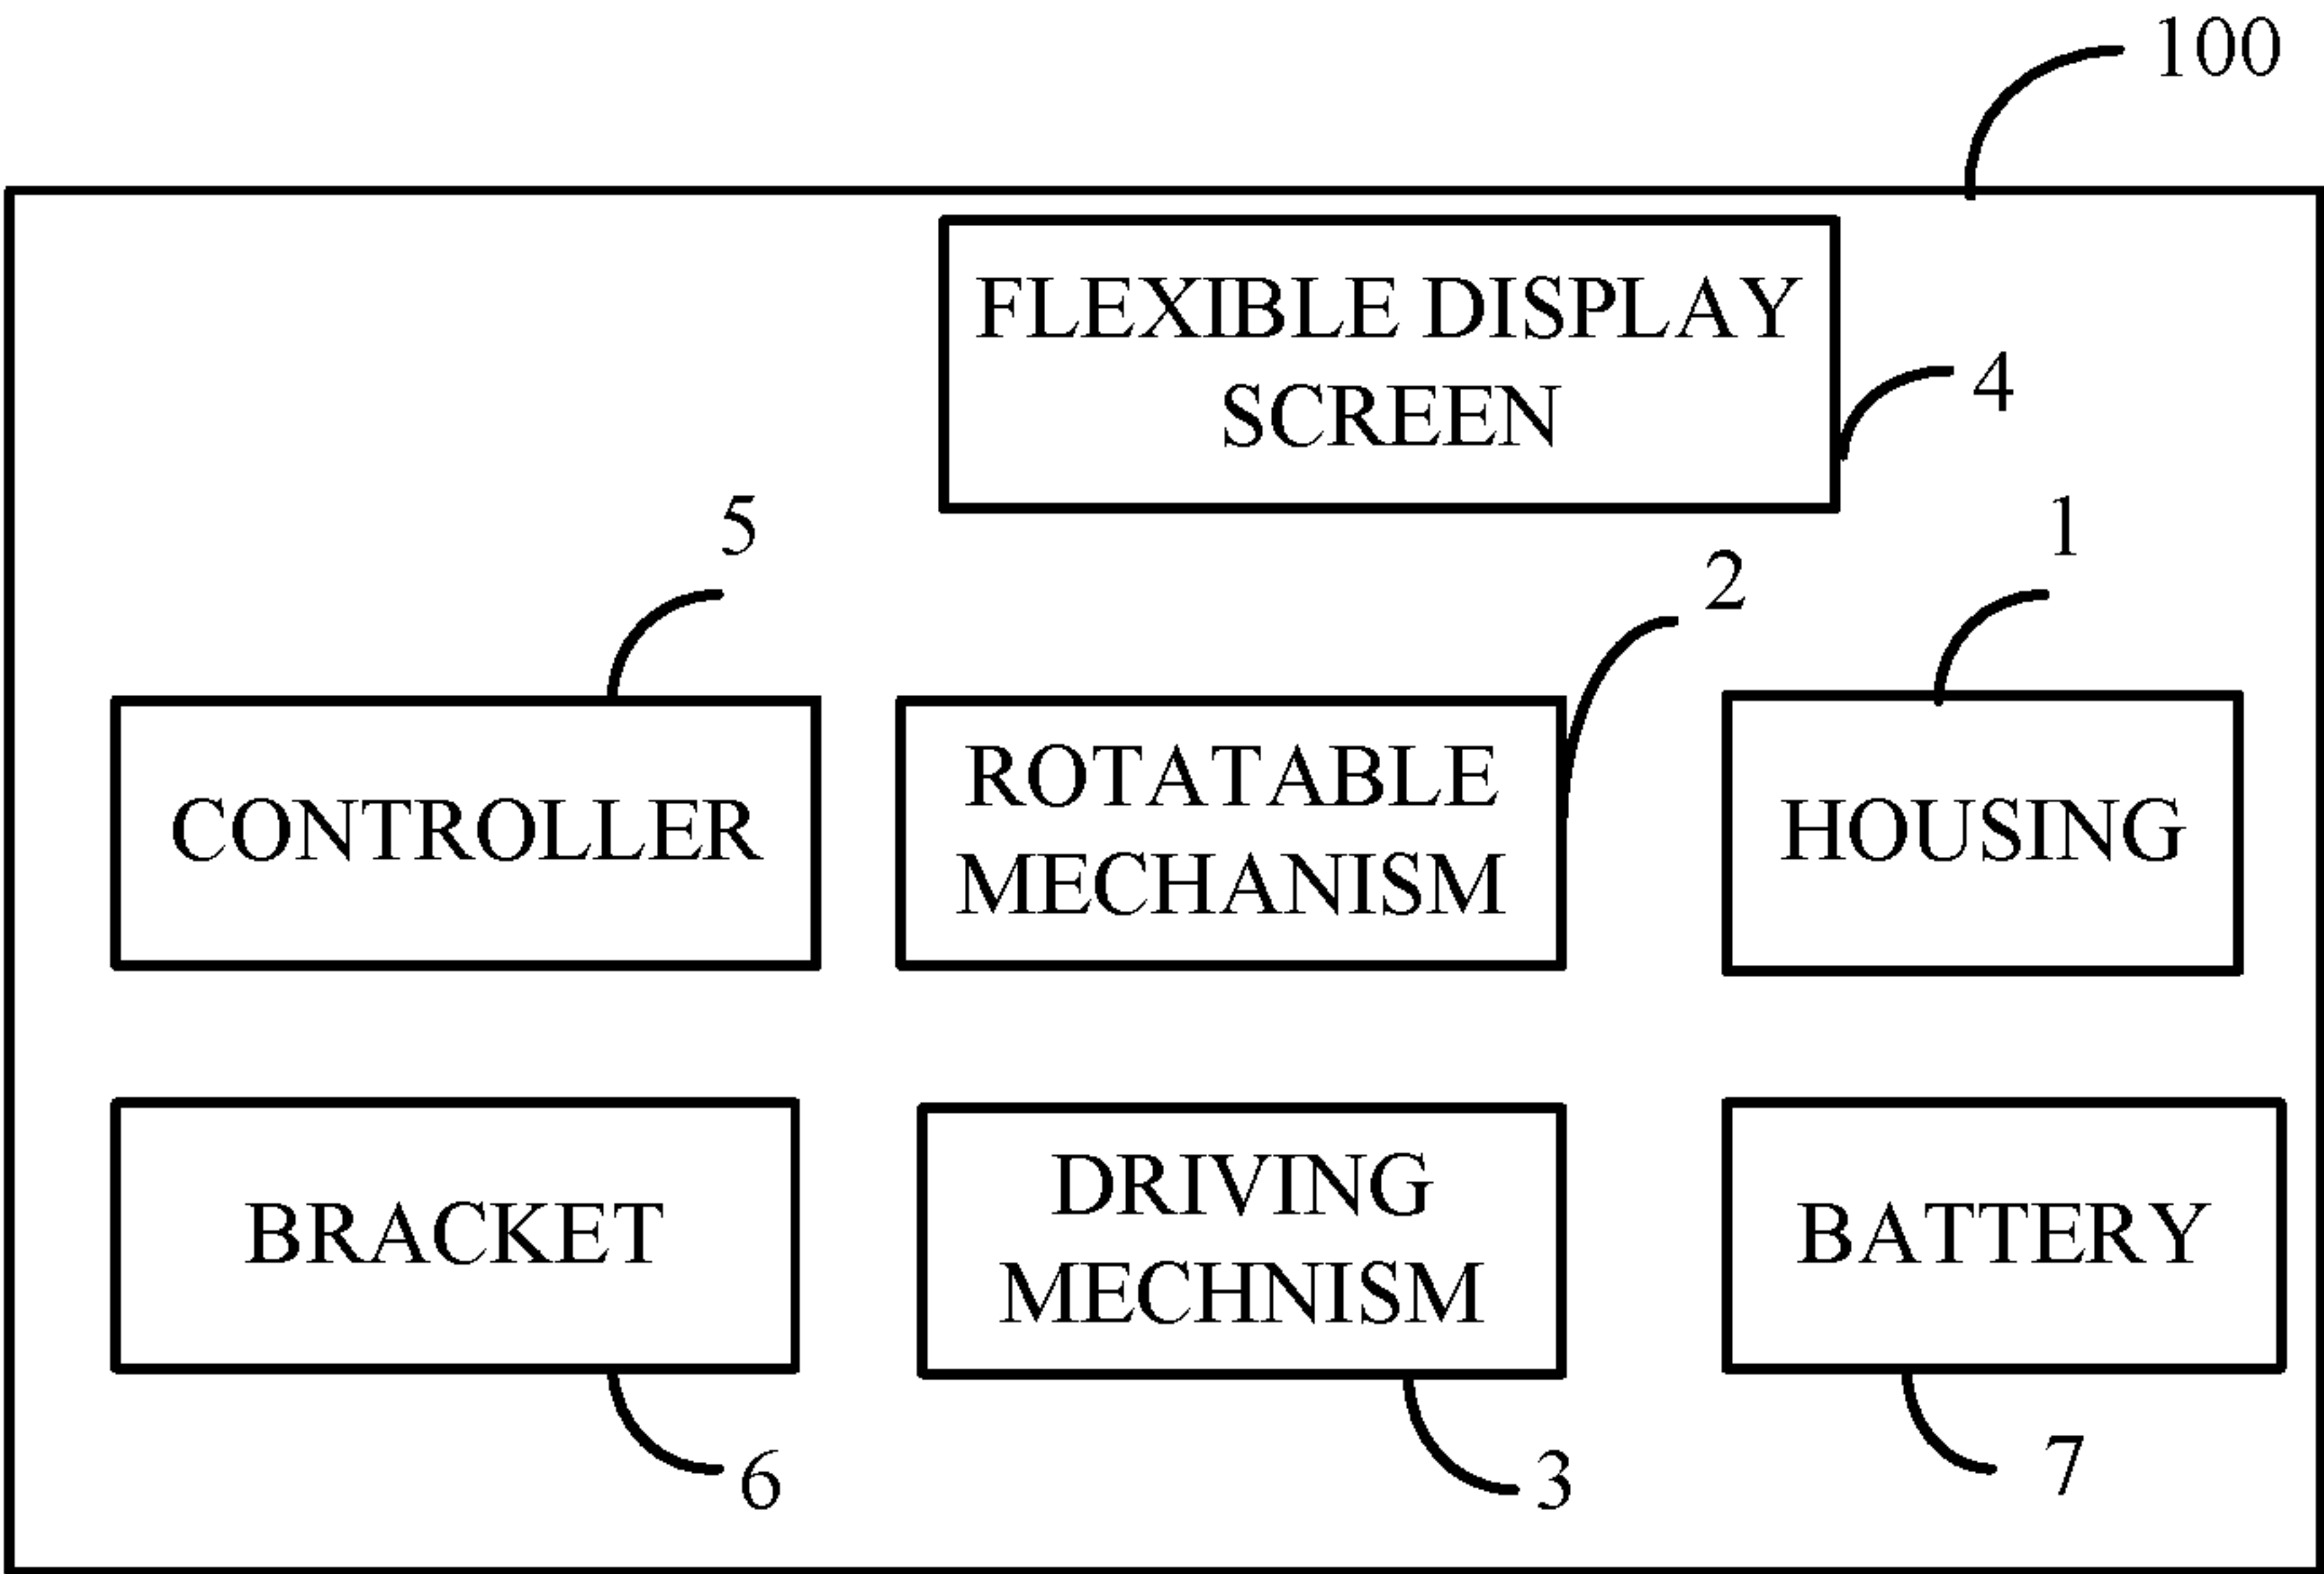 100
FLEXIBLE DISPLAY
SCREEN
4
5
2
1
CONTROLLER
ROTATABLE
MECHANISM
HOUSING
BRACKET
DRIVING
MECHNISM
BATTERY
6
3
7